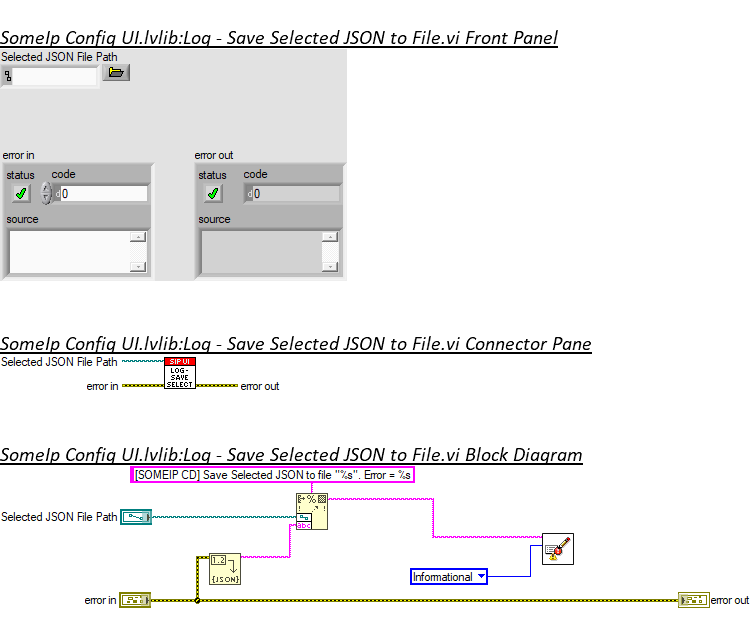 SomeIp Config UI.lvlib:Log - Save Selected JSON to File.vi Front Panel
Selected JSON File Path
error in
error out
status code
status code
0
0
source
source
SomeIp Config UI.lvlib:Log - Save Selected JSON to File.vi Connector Pane
Selected JSON File Path
SIP UI
LOG-
SAVE
SELECT
error in
error out
SomeIp Config UI.lvlib:Log - Save Selected JSON to File.vi Block Diagram
[SOMEIP CD] Save Selected JSON to file "%s". Error = %s
%
Selected JSON File Path
abc
1.2
{JSON}
Informational
error in
error out